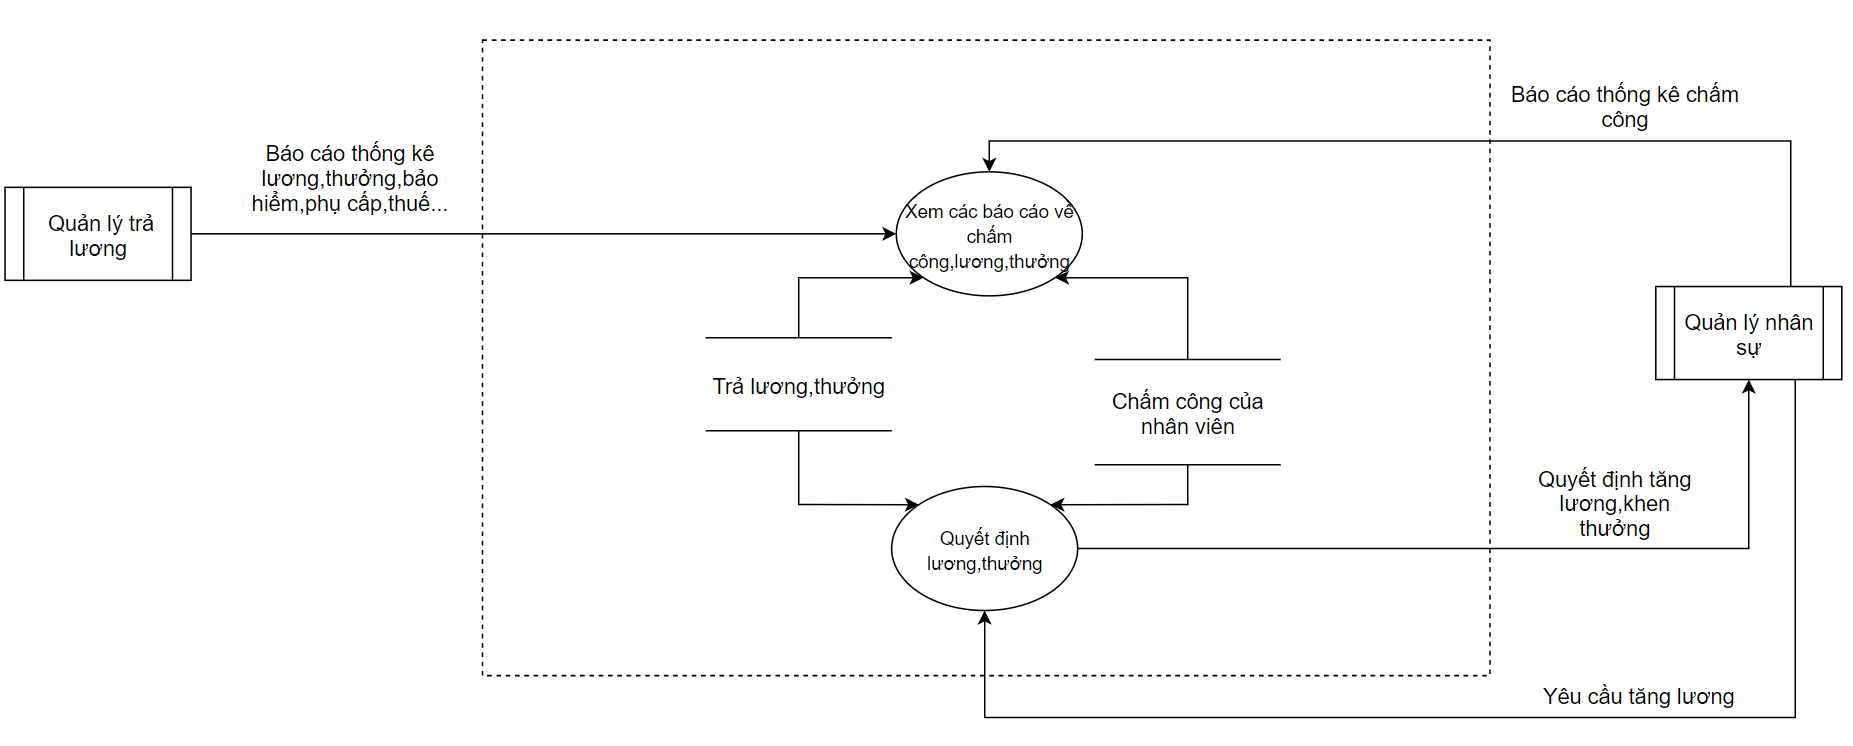 Báo cáo thống kê chấm
công
Báo cáo thống kê
lương,thưởng,bảo
hiểm,phụ cấp,thuế...
Quản lý trả
lương
Xem các báo cáo về
chấm
công,lương,thưởng
Quản lý nhân
sự
Trả lương,thưởng
Chấm công của
nhân viên
Quyết định tăng
lương,khen
thưởng
Quyết định
lương,thưởng
Yêu cầu tăng lương